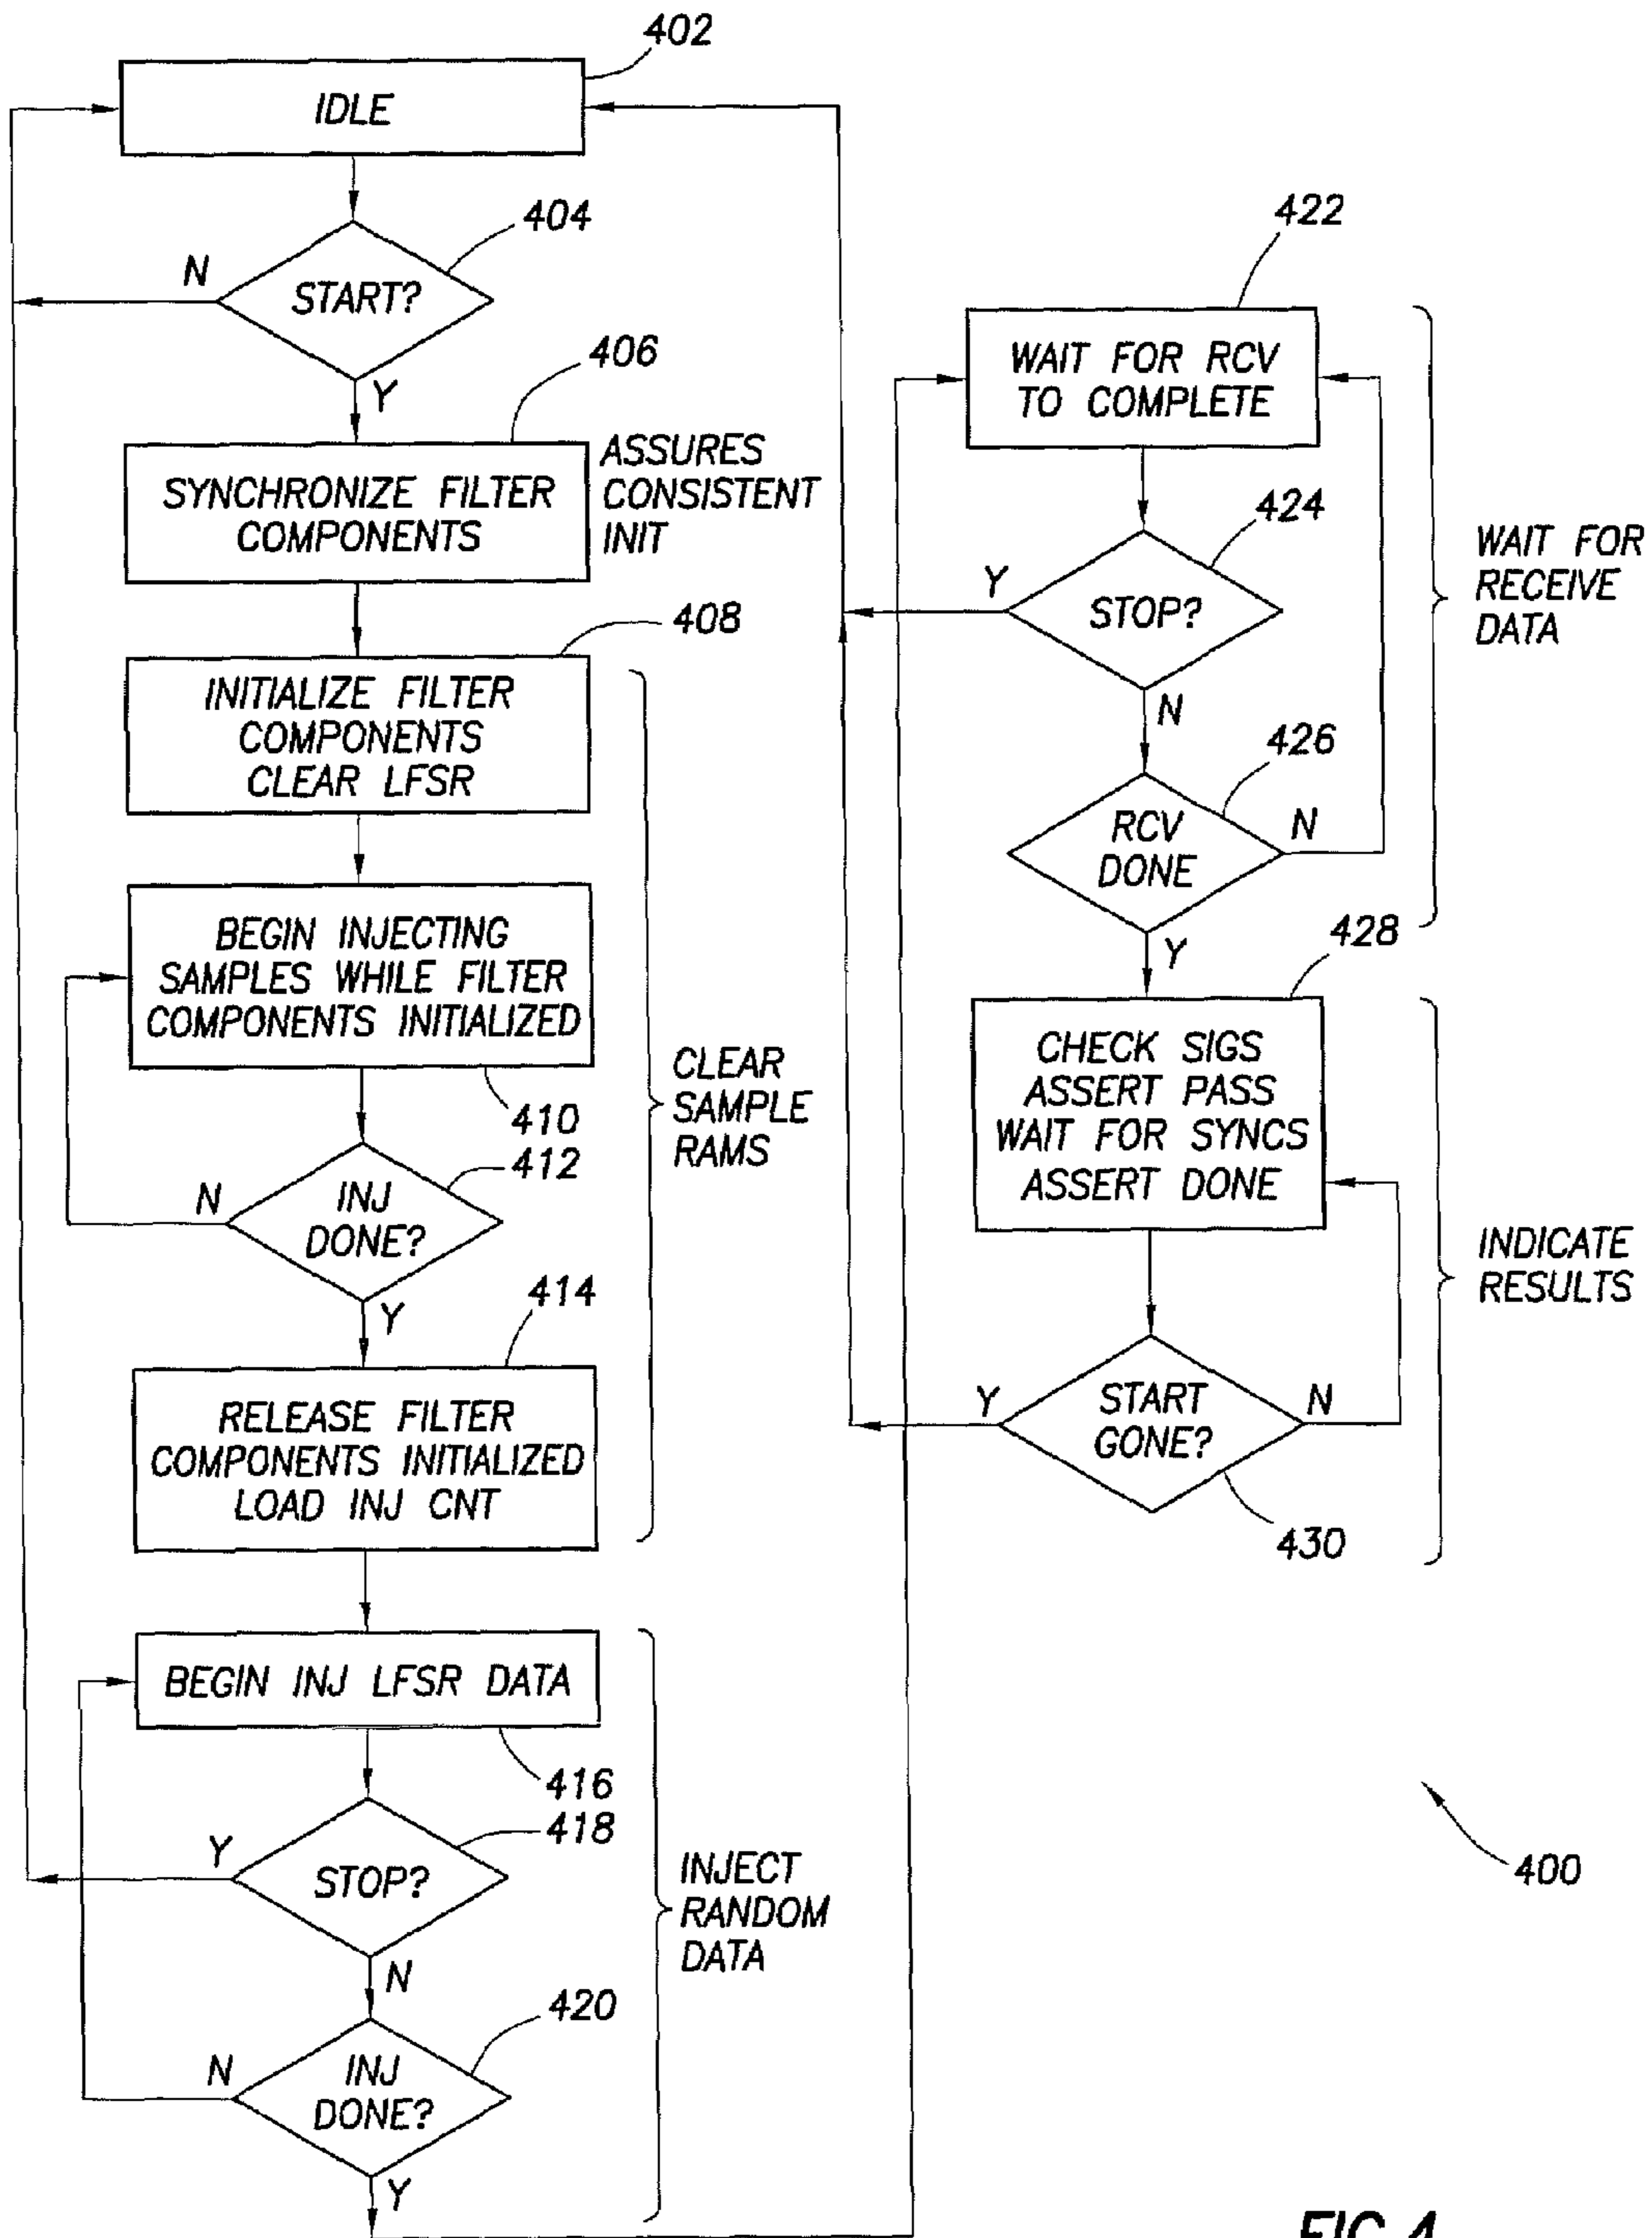 402
IDLE
404
N
START?
406
Y
SYNCHRONIZE FILTER
COMPONENTS
ASSURES
CONSISTENT
INIT
408
INITIALIZE FILTER
COMPONENTS
CLEAR LFSR
BEGIN INJECTING
SAMPLES WHILE FILTER
COMPONENTS INITIALIZED
410
412
N
INJ
DONE?
CLEAR
SAMPLE
RAMS
414
Y
RELEASE FILTER
COMPONENTS INITIALIZED
LOAD INJ CNT
BEGIN INJ LFSR DATA
416
418
Y
STOP?
INJECT
RANDOM
DATA
N
420
N
INJ
DONE?
Y
422
WAIT FOR RCV
TO COMPLETE
424
Y
STOP?
WAIT FOR
RECEIVE
DATA
N
426
RCV
DONE
N
428
Y
CHECK SIGS
ASSERT PASS
WAIT FOR SYNCS
ASSERT DONE
INDICATE
RESULTS
Y
START
GONE?
N
430
400
FIG.4